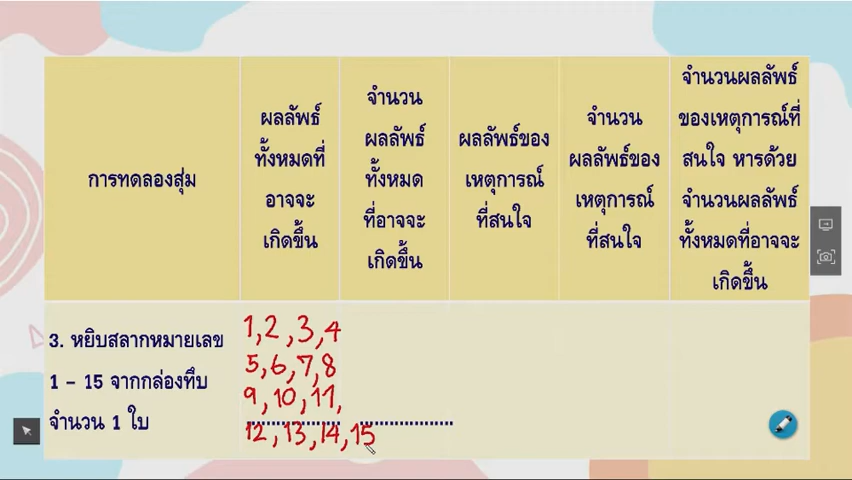 การทดลองสุ่ม
ผลลัพธ์
ทั้งหมดที่
อาจจะ
เกิดขึ้น
จำนวน
ผลลัพธ์
ทั้งหมด
ที่อาจจะ
เกิดขึ้น
ผลลัพธ์ของ
เหตุการณ์
ที่สนใจ
จำนวน
ผลลัพธ์ของ
เหตุการณ์
ที่สนใจ
จำนวนผลลัพธ์
ของเหตุการณ์ที่
สนใจ หารด้วย
จำนวนผลลัพธ์
ทั้งหมดที่อาจจะ
เกิดขึ้น
3. หยิบสลากหมายเลข
1 – 15 จากกล่องทึบ
จำนวน 1 ใบ
1,2,3,4
5,6,7,8
9,10,11,
12,13,14,15